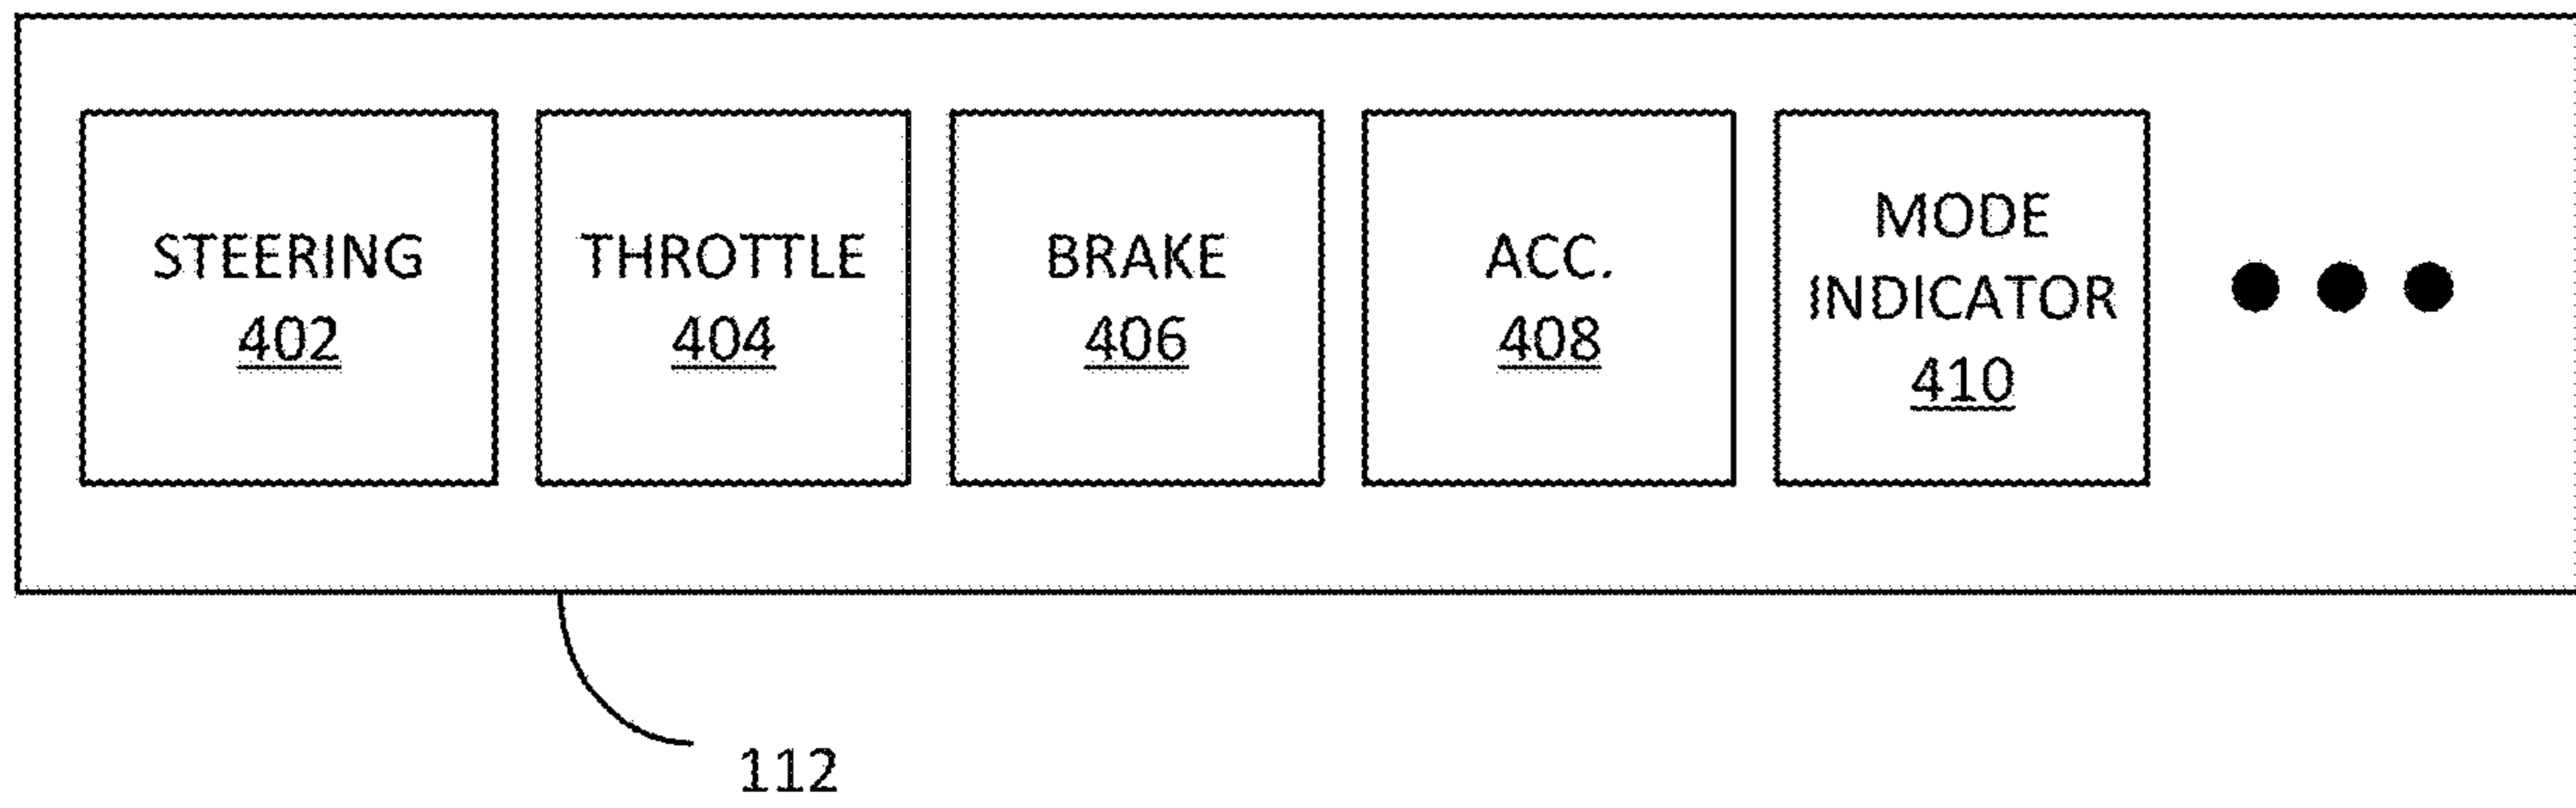 STEERING
402
THROTTLE
404
BRAKE
406
ACC.
408
MODE
INDICATOR
410
112